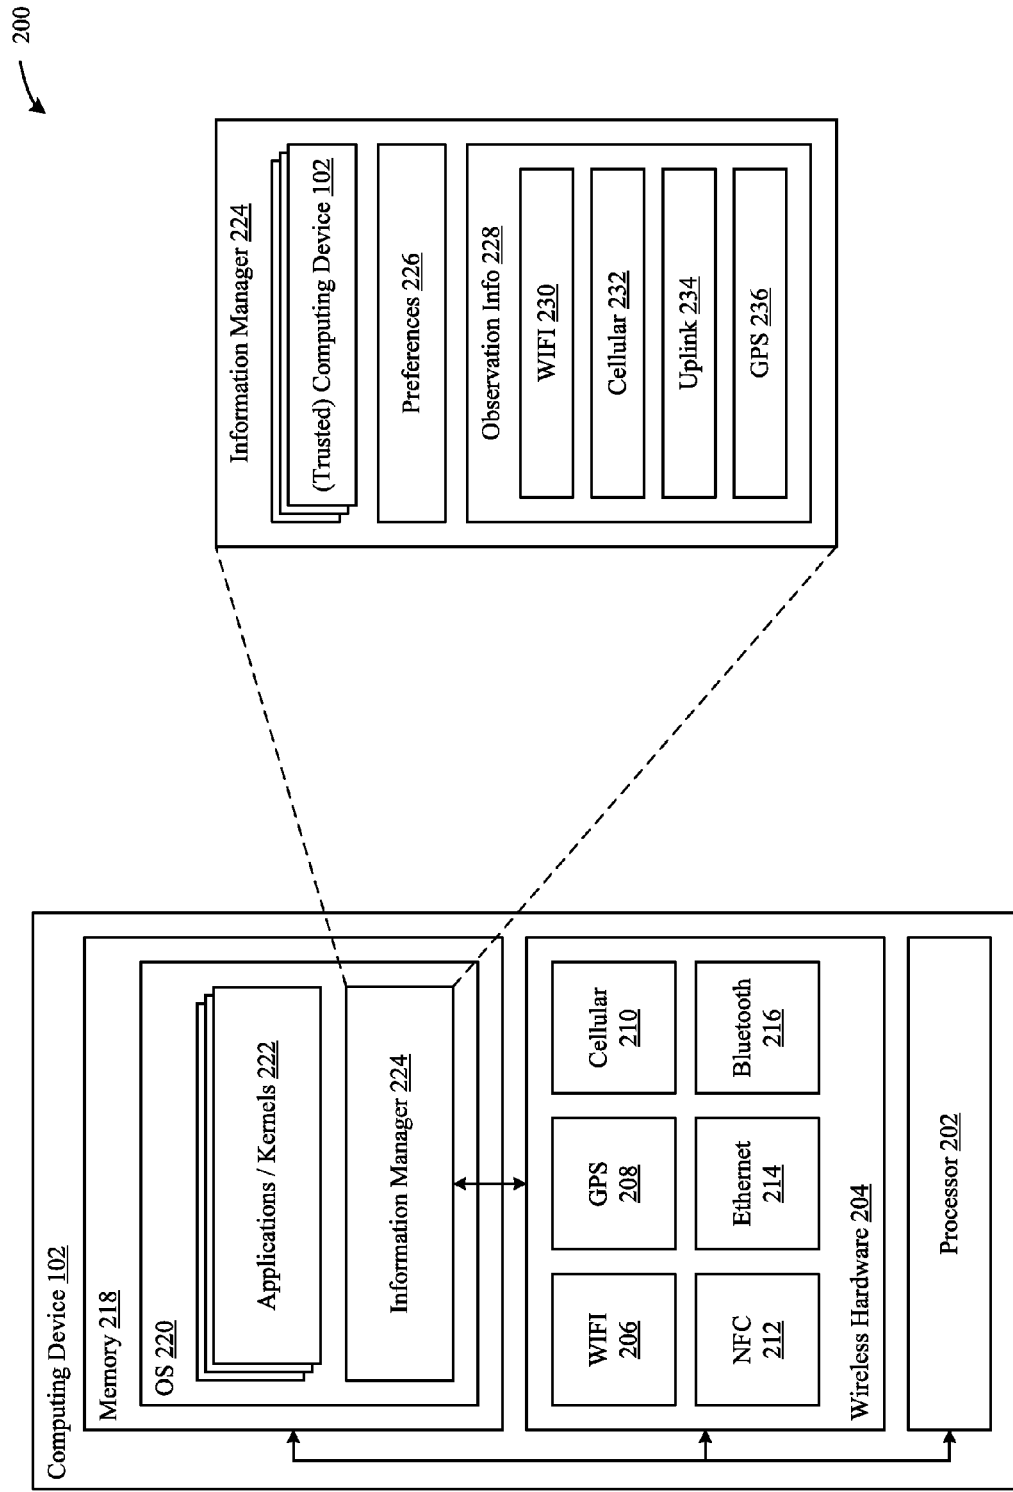 200
Computing Device 102
Memory 218
OS 220
Applications / Kernels 222
Information Manager 224
WIFI
206
GPS
208
Cellular
210
NFC
212
Ethernet
214
Bluetooth
216
Wireless Hardware 204
Processor 202
Information Manager 224
(Trusted) Computing Device 102
Preferences 226
Observation Info 228
WIFI 230
Cellular 232
Uplink 234
GPS 236